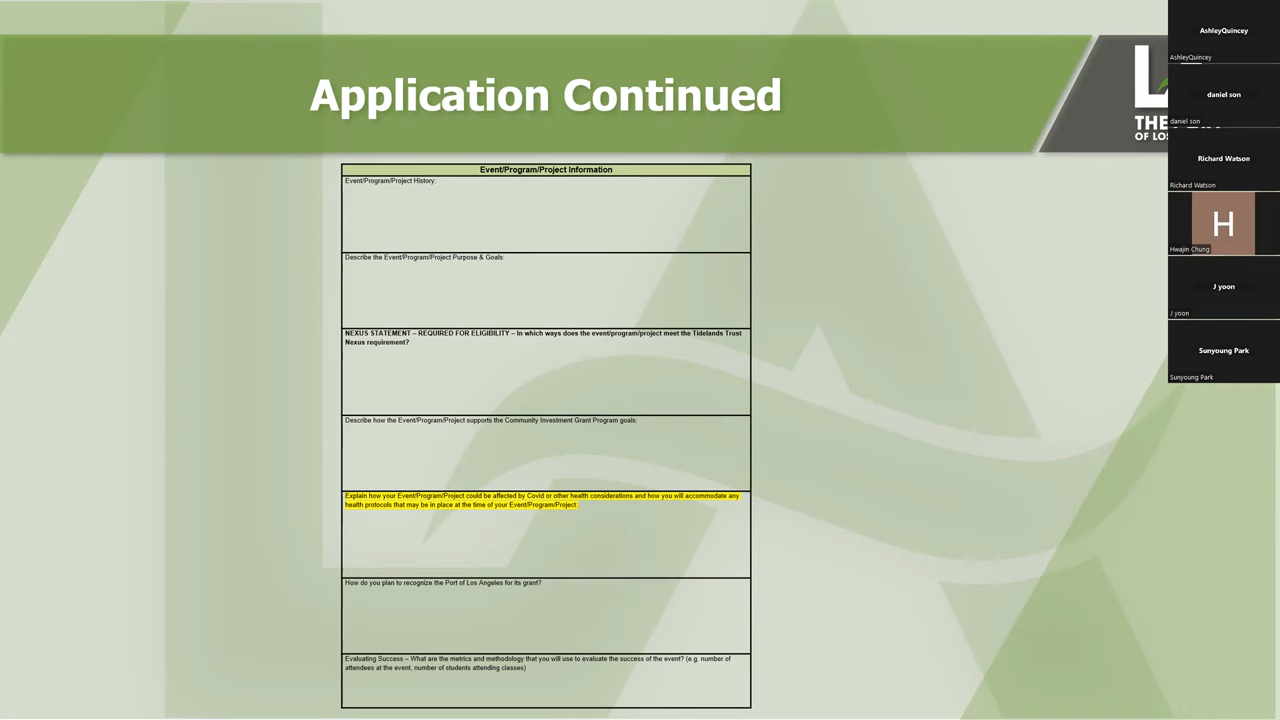 Application Continued
L
THE
OF LOS
Event/Program/Project Information
Event/Program/Project History:
Describe the Event/Program/Project Purpose & Goals:
NEXUS STATEMENT – REQUIRED FOR ELIGIBILITY – In which ways does the event/program/project meet the Tidelands Trust
Nexus requirement?
Describe how the Event/Program/Project supports the Community Investment Grant Program goals:
Explain how your Event/Program/Project could be affected by Covid or other health considerations and how you will accommodate any
health protocols that may be in place at the time of your Event/Program/Project:
How do you plan to recognize the Port of Los Angeles for its grant?
Evaluating Success – What are the metrics and methodology that you will use to evaluate the success of the event? (e.g. number of
attendees at the event, number of students attending classes)
AshleyQuincey
AshleyQuincey
daniel son
daniel son
Richard Watson
Richard Watson
H
Hwajin Chung
J yoon
J yoon
Sunyoung Park
Sunyoung Park